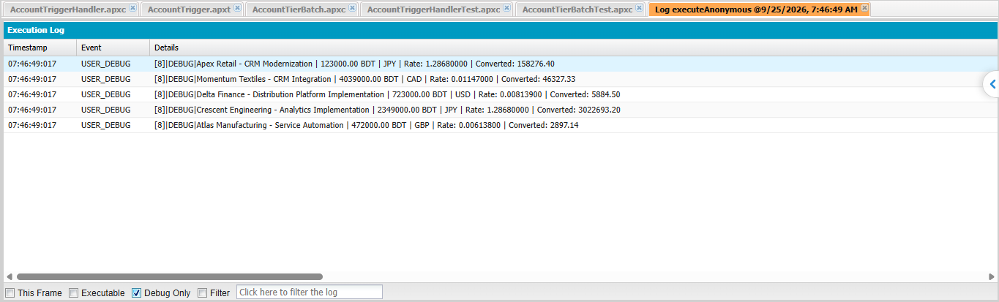 AccountTriggerHandler.apxc AccountTrigger.apxt AccountTierBatch.apxc AccountTriggerHandlerTest.apxc AccountTierBatchTest.apxc Log executeAnonymous @9/25/2026, 7:46:49 AM
Execution Log
Timestamp Event Details
07:46:49:017 USER_DEBUG [8]|DEBUG|Apex Retail - CRM Modernization | 123000.00 BDT | JPY | Rate: 1.28680000 | Converted: 158276.40
07:46:49:017 USER_DEBUG [8]|DEBUG|Momentum Textiles - CRM Integration | 4039000.00 BDT | CAD | Rate: 0.01147000 | Converted: 46327.33
07:46:49:017 USER_DEBUG [8]|DEBUG|Delta Finance - Distribution Platform Implementation | 723000.00 BDT | USD | Rate: 0.00813900 | Converted: 5884.50
07:46:49:017 USER_DEBUG [8]|DEBUG|Crescent Engineering - Analytics Implementation | 2349000.00 BDT | JPY | Rate: 1.28680000 | Converted: 3022693.20
07:46:49:017 USER_DEBUG [8]|DEBUG|Atlas Manufacturing - Service Automation | 472000.00 BDT | GBP | Rate: 0.00613800 | Converted: 2897.14
This Frame Executable Debug Only Filter Click here to filter the log